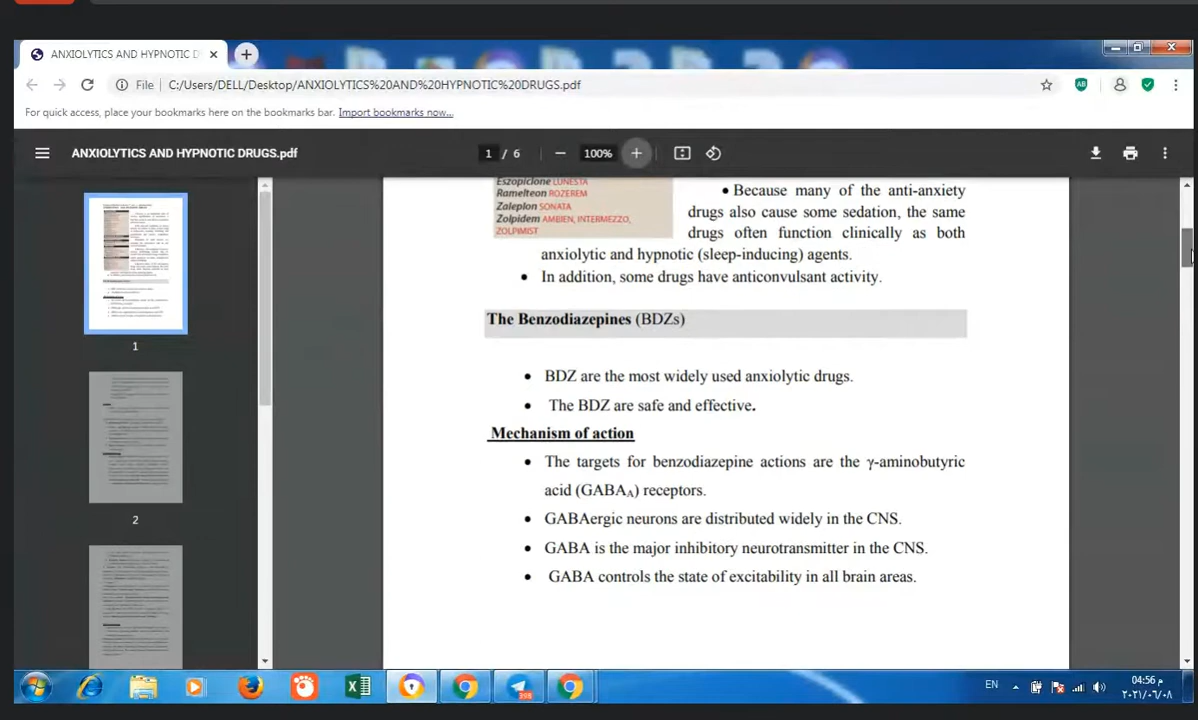 ANXIOLYTICS AND HYPNOTIC D
File
C:/Users/DELL/Desktop/ANXIOLYTICS%20AND%20HYPNOTIC%20DRUGS.pdf
For quick access, place your bookmarks here on the bookmarks bar. Import bookmarks now...
ANXIOLYTICS AND HYPNOTIC DRUGS.pdf
1 / 6
100%
Eszopiclone LUNESTA
Ramelteon ROZEREM
Zaleplon SONATA
Zolpidem AMBIEN, INTERMEZZO,
ZOLPIMIST
• Because many of the anti-anxiety
drugs also cause some sedation, the same
drugs often function clinically as both
anxiolytic and hypnotic (sleep-inducing) agents.
• In addition, some drugs have anticonvulsant activity.
The Benzodiazepines (BDZs)
• BDZ are the most widely used anxiolytic drugs.
• The BDZ are safe and effective.
Mechanism of action
• The targets for benzodiazepine actions are the γ-aminobutyric
acid (GABAA) receptors.
• GABAergic neurons are distributed widely in the CNS.
• GABA is the major inhibitory neurotransmitter in the CNS.
• GABA controls the state of excitability in all brain areas.
1
2
EN
04:56 م
٢٠٢١/٠٦/٠٨